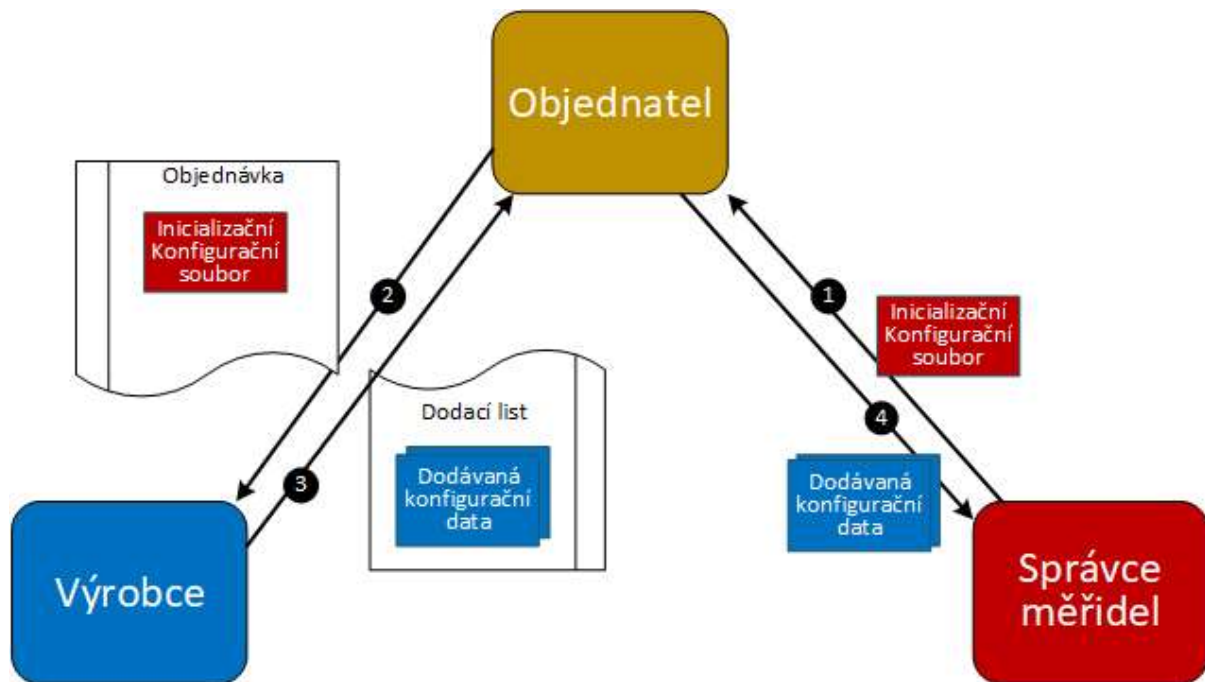 Objednatel
Objednávka
Inicializační
Konfigurační
soubor
2
1
Inicializační
Konfigurační
soubor
Dodací list
4
3
Dodávaná
konfigurační
data
Dodávaná
konfigurační
data
Výrobce
Správce
měřidel